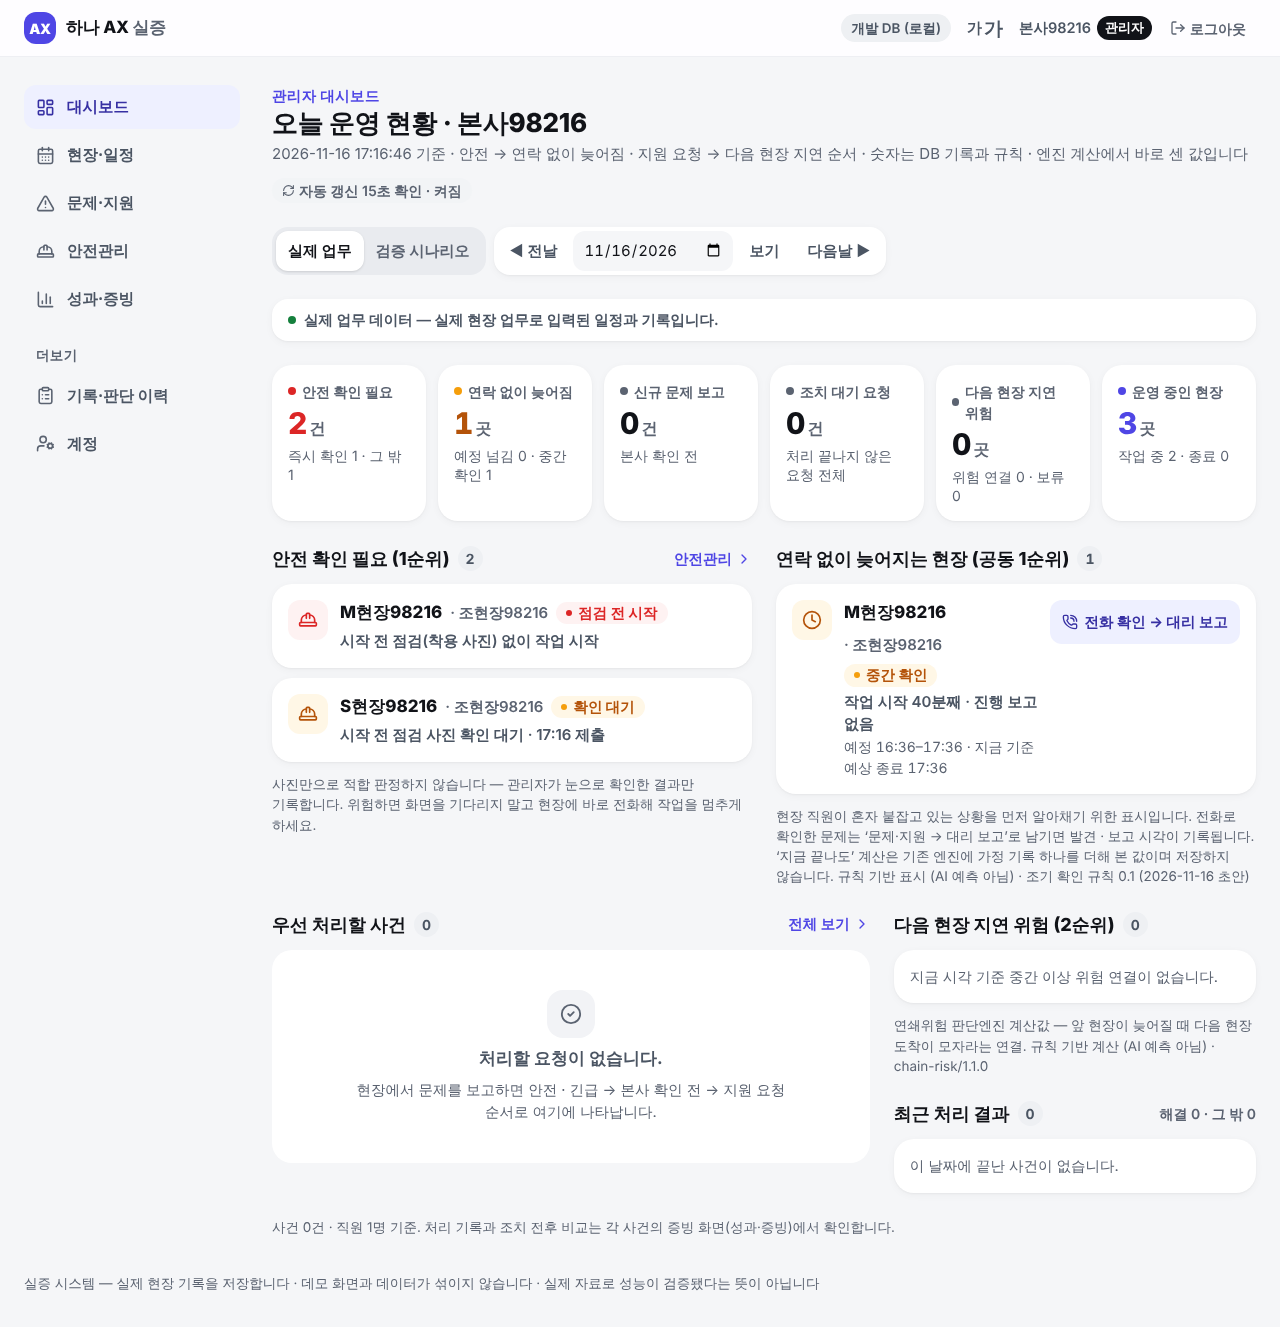 AX 하나 AX 실증
개발 DB (로컬) 가가 본사98216 관리자 로그아웃
대시보드
현장·일정
문제·지원
안전관리
성과·증빙
더보기
기록·판단 이력
계정
관리자 대시보드
오늘 운영 현황 · 본사98216
2026-11-16 17:16:46 기준 · 안전 → 연락 없이 늦어짐 · 지원 요청 → 다음 현장 지연 순서 · 숫자는 DB 기록과 규칙 · 엔진 계산에서 바로 센 값입니다
자동 갱신 15초 확인 · 켜짐
실제 업무 검증 시나리오 ◀ 전날 11/16/2026 보기 다음날 ▶
실제 업무 데이터 — 실제 현장 업무로 입력된 일정과 기록입니다.
안전 확인 필요
2건
즉시 확인 1 · 그 밖
1
연락 없이 늦어짐
1곳
예정 넘김 0 · 중간
확인 1
신규 문제 보고
0건
본사 확인 전
조치 대기 요청
0건
처리 끝나지 않은
요청 전체
다음 현장 지연
위험
0곳
위험 연결 0 · 보류
0
운영 중인 현장
3곳
작업 중 2 · 종료 0
안전 확인 필요 (1순위) 2 안전관리
M현장98216 · 조현장98216 점검 전 시작
시작 전 점검(착용 사진) 없이 작업 시작
S현장98216 · 조현장98216 확인 대기
시작 전 점검 사진 확인 대기 · 17:16 제출
사진만으로 적합 판정하지 않습니다 — 관리자가 눈으로 확인한 결과만
기록합니다. 위험하면 화면을 기다리지 말고 현장에 바로 전화해 작업을 멈추게
하세요.
연락 없이 늦어지는 현장 (공동 1순위) 1
M현장98216
· 조현장98216
중간 확인
작업 시작 40분째 · 진행 보고
없음
예정 16:36–17:36 · 지금 기준
예상 종료 17:36
전화 확인 → 대리 보고
현장 직원이 혼자 붙잡고 있는 상황을 먼저 알아채기 위한 표시입니다. 전화로
확인한 문제는 ‘문제·지원 → 대리 보고’로 남기면 발견 · 보고 시각이 기록됩니다.
‘지금 끝나도’ 계산은 기존 엔진에 가정 기록 하나를 더해 본 값이며 저장하지
않습니다. 규칙 기반 표시 (AI 예측 아님) · 조기 확인 규칙 0.1 (2026-11-16 초안)
우선 처리할 사건 0 전체 보기
처리할 요청이 없습니다.
현장에서 문제를 보고하면 안전 · 긴급 → 본사 확인 전 → 지원 요청
순서로 여기에 나타납니다.
다음 현장 지연 위험 (2순위) 0
지금 시각 기준 중간 이상 위험 연결이 없습니다.
연쇄위험 판단엔진 계산값 — 앞 현장이 늦어질 때 다음 현장
도착이 모자라는 연결. 규칙 기반 계산 (AI 예측 아님) ·
chain-risk/1.1.0
최근 처리 결과 0 해결 0 · 그 밖 0
이 날짜에 끝난 사건이 없습니다.
사건 0건 · 직원 1명 기준. 처리 기록과 조치 전후 비교는 각 사건의 증빙 화면(성과·증빙)에서 확인합니다.
실증 시스템 — 실제 현장 기록을 저장합니다 · 데모 화면과 데이터가 섞이지 않습니다 · 실제 자료로 성능이 검증됐다는 뜻이 아닙니다